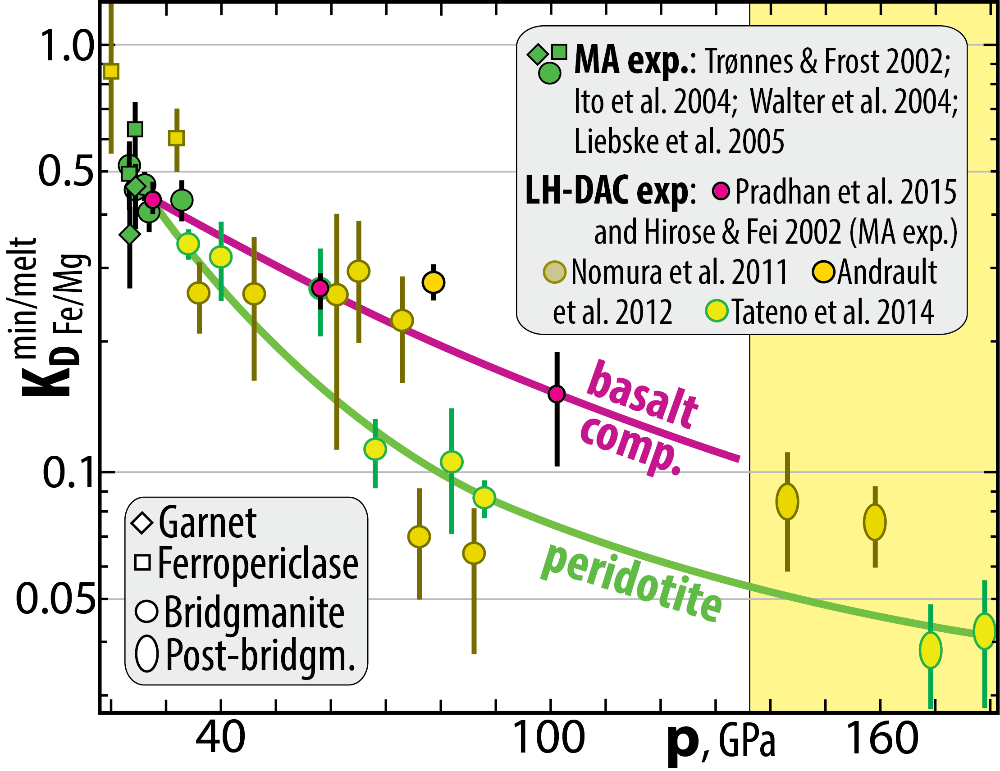 1.0
0.5
0.1
0.05
min/melt
KD Fe/Mg
MA exp.: Trønnes & Frost 2002;
Ito et al. 2004; Walter et al. 2004;
Liebske et al. 2005
LH-DAC exp: Pradhan et al. 2015
and Hirose & Fei 2002 (MA exp.)
Nomura et al. 2011 Andrault
et al. 2012 Tateno et al. 2014
basalt
comp.
peridotite
Garnet
Ferropericlase
Bridgmanite
Post-bridgm.
40 100 p, GPa 160